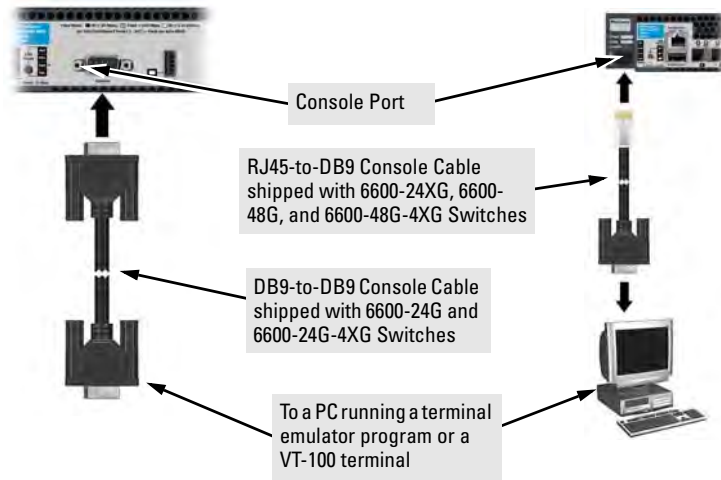 Console Port
RJ45-to-DB9 Console Cable
shipped with 6600-24XG, 6600-
48G, and 6600-48G-4XG Switches
DB9-to-DB9 Console Cable
shipped with 6600-24G and
6600-24G-4XG Switches
To a PC running a terminal
emulator program or a
VT-100 terminal